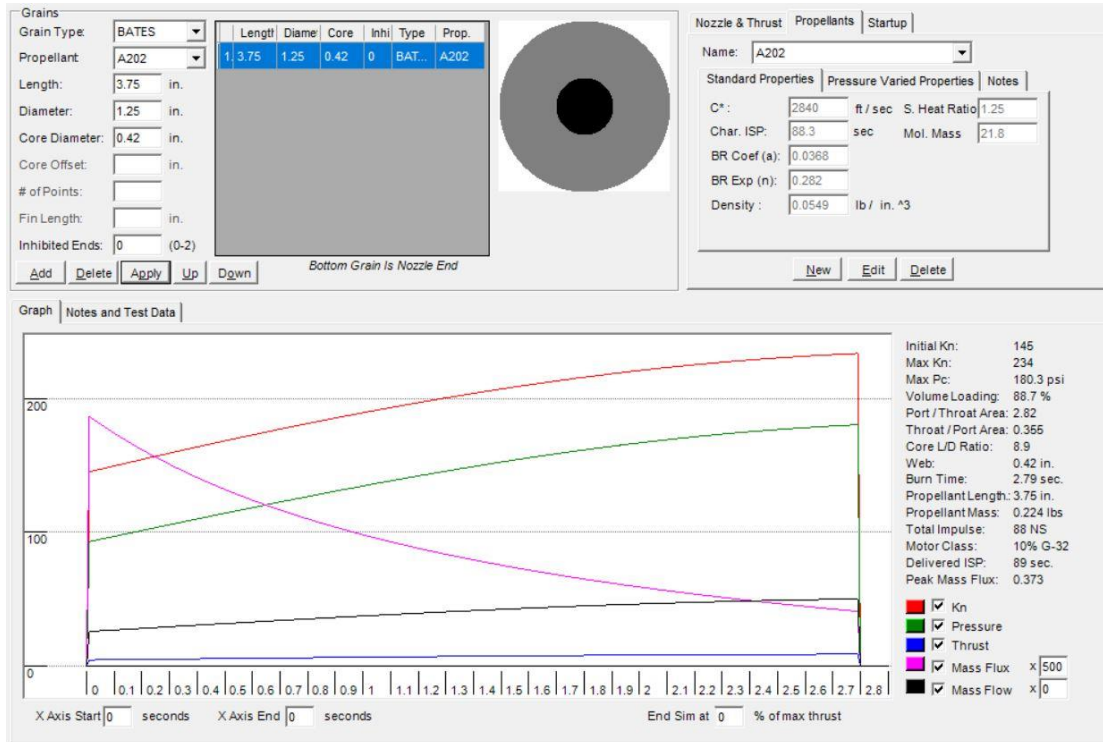 Grains
Grain Type: BATES
Propellant A202
Length: 3.75 in.
Diameter: 1.25 in.
Core Diameter: 0.42 in.
Core Offset: in.
# of Points:
Fin Length: in.
Inhibited Ends: 0 (0-2)
Add Delete Apply Up Down
Lengtl Diame Core Inhi Type Prop.
1. 3.75 1.25 0.42 0 BAT... A202
Bottom Grain Is Nozzle End
Nozzle & Thrust Propellants Startup
Name: A202
Standard Properties Pressure Varied Properties Notes
C* : 2840 ft / sec S. Heat Ratio 1.25
Char. ISP: 88.3 sec Mol. Mass 21.8
BR Coef (a): 0.0368
BR Exp (n): 0.282
Density : 0.0549 lb / in. ^3
New Edit Delete
Graph Notes and Test Data
200
100
0
0 0.1 0.2 0.3 0.4 0.5 0.6 0.7 0.8 0.9 1 1.1 1.2 1.3 1.4 1.5 1.6 1.7 1.8 1.9 2 2.1 2.2 2.3 2.4 2.5 2.6 2.7 2.8
X Axis Start 0 seconds X Axis End 0 seconds End Sim at 0 % of max thrust
Initial Kn: 145
Max Kn: 234
Max Pc: 180.3 psi
Volume Loading: 88.7 %
Port / Throat Area: 2.82
Throat / Port Area: 0.355
Core L/D Ratio: 8.9
Web: 0.42 in.
Burn Time: 2.79 sec.
Propellant Length.: 3.75 in.
Propellant Mass: 0.224 lbs
Total Impulse: 88 NS
Motor Class: 10% G-32
Delivered ISP: 89 sec.
Peak Mass Flux: 0.373
Kn
Pressure
Thrust
Mass Flux x 500
Mass Flow x 0